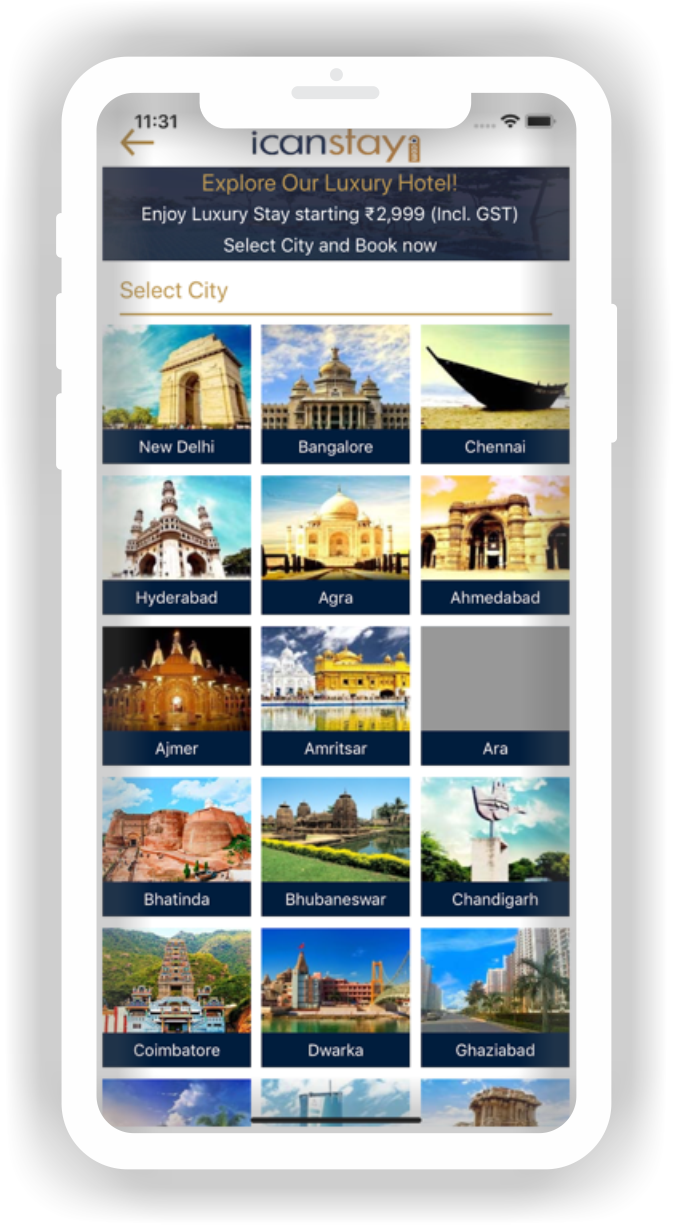 11:31
icanstay
Explore Our Luxury Hotel!
Enjoy Luxury Stay starting ₹2,999 (Incl. GST)
Select City and Book now
Select City
New Delhi
Bangalore
Chennai
Hyderabad
Agra
Ahmedabad
Ajmer
Amritsar
Ara
Bhatinda
Bhubaneswar
Chandigarh
Coimbatore
Dwarka
Ghaziabad